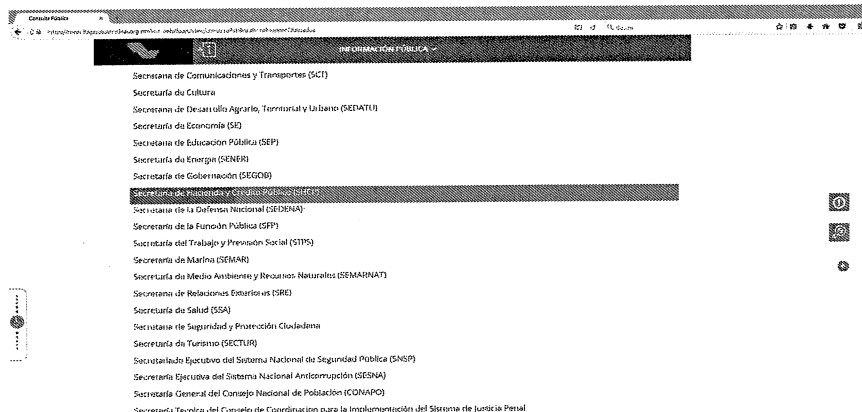 Consulta Pública
INFORMACIÓN PÚBLICA
Secretaría de Comunicaciones y Transportes (SCT)
Secretaría de Cultura
Secretaría de Desarrollo Agrario, Territorial y Urbano (SEDATU)
Secretaría de Economía (SE)
Secretaría de Educación Pública (SEP)
Secretaría de Energía (SENER)
Secretaría de Gobernación (SEGOB)
Secretaría de Hacienda y Crédito Público (SHCP)
Secretaría de la Defensa Nacional (SEDENA)
Secretaría de la Función Pública (SFP)
Secretaría del Trabajo y Previsión Social (STPS)
Secretaría de Marina (SEMAR)
Secretaría de Medio Ambiente y Recursos Naturales (SEMARNAT)
Secretaría de Relaciones Exteriores (SRE)
Secretaría de Salud (SSA)
Secretaría de Seguridad y Protección Ciudadana
Secretaría de Turismo (SECTUR)
Secretariado Ejecutivo del Sistema Nacional de Seguridad Pública (SNSP)
Secretaría Ejecutiva del Sistema Nacional Anticorrupción (SESNA)
Secretaría General del Consejo Nacional de Población (CONAPO)
Secretaría Técnica del Consejo de Coordinación para la Implementación del Sistema de Justicia Penal